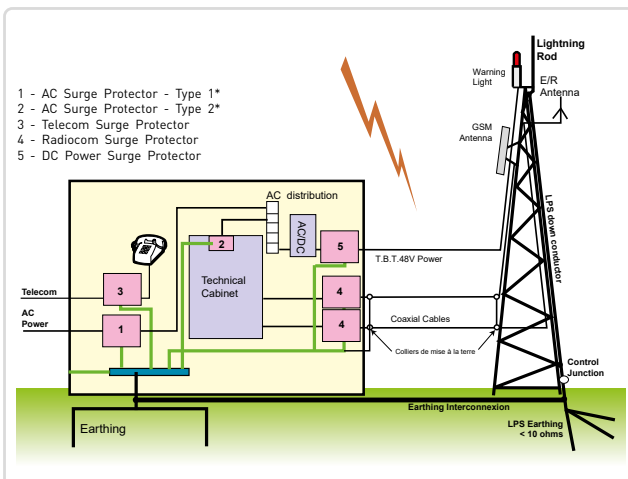 Lightning
Rod
Warning
Light
E/R
Antenna
GSM
Antenna
1 - AC Surge Protector - Type 1*
2 - AC Surge Protector - Type 2*
3 - Telecom Surge Protector
4 - Radiocom Surge Protector
5 - DC Power Surge Protector
AC distribution
AC/DC
2
5
T.B.T.48V Power
LPS down conductor
Technical
Cabinet
Telecom
3
4
AC
Power
1
4
Coaxial Cables
Colliers de mise à la terre
Control
Junction
Earthing Interconnexion
Earthing
LPS Earthing
< 10 ohms